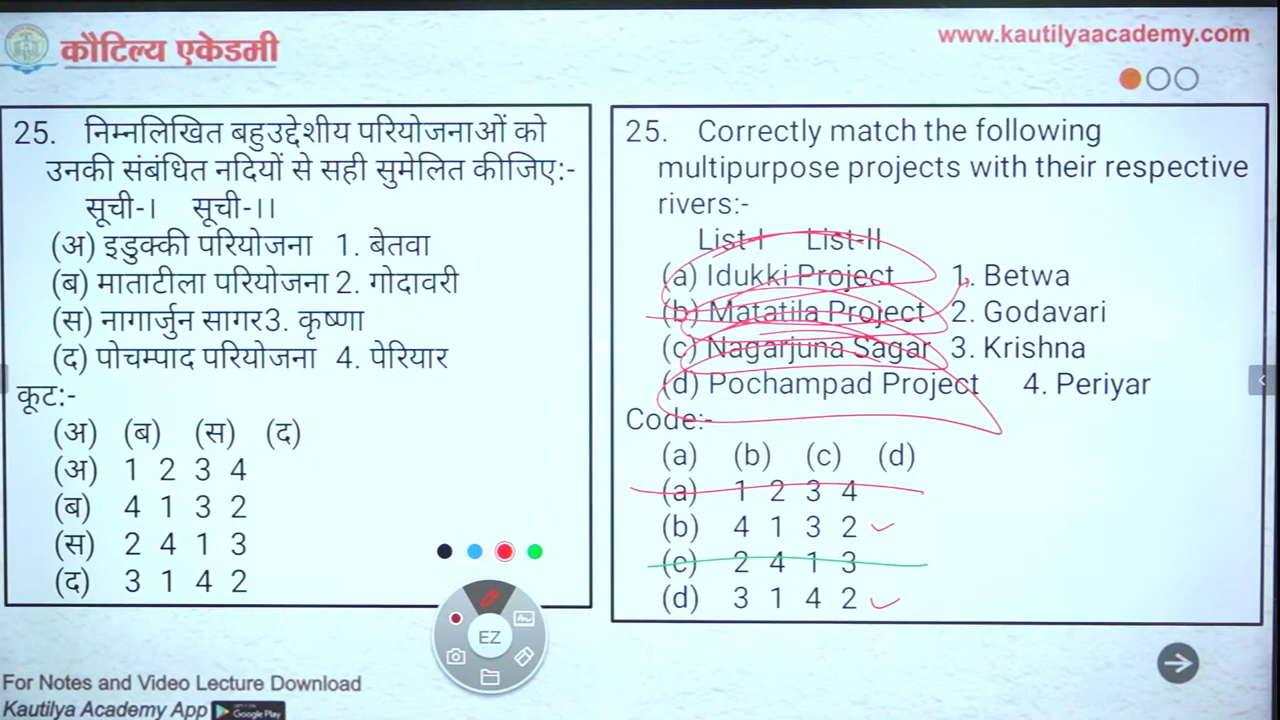 कौटिल्य एकेडमी
www.kautilyaacademy.com
25. निम्नलिखित बहुउद्देशीय परियोजनाओं को
उनकी संबंधित नदियों से सही सुमेलित कीजिए:-
सूची-I सूची-II
(अ) इडुक्की परियोजना 1. बेतवा
(ब) माताटीला परियोजना 2. गोदावरी
(स) नागार्जुन सागर3. कृष्णा
(द) पोचम्पाद परियोजना 4. पेरियार
कूट:-
(अ) (ब) (स) (द)
(अ) 1 2 3 4
(ब) 4 1 3 2
(स) 2 4 1 3
(द) 3 1 4 2
25. Correctly match the following
multipurpose projects with their respective
rivers:-
List-I List-II
(a) Idukki Project 1. Betwa
(b) Matatila Project 2. Godavari
(c) Nagarjuna Sagar 3. Krishna
(d) Pochampad Project 4. Periyar
Code:-
(a) (b) (c) (d)
(a) 1 2 3 4
(b) 4 1 3 2
(c) 2 4 1 3
(d) 3 1 4 2
EZ
For Notes and Video Lecture Download
Kautilya Academy App Google Play